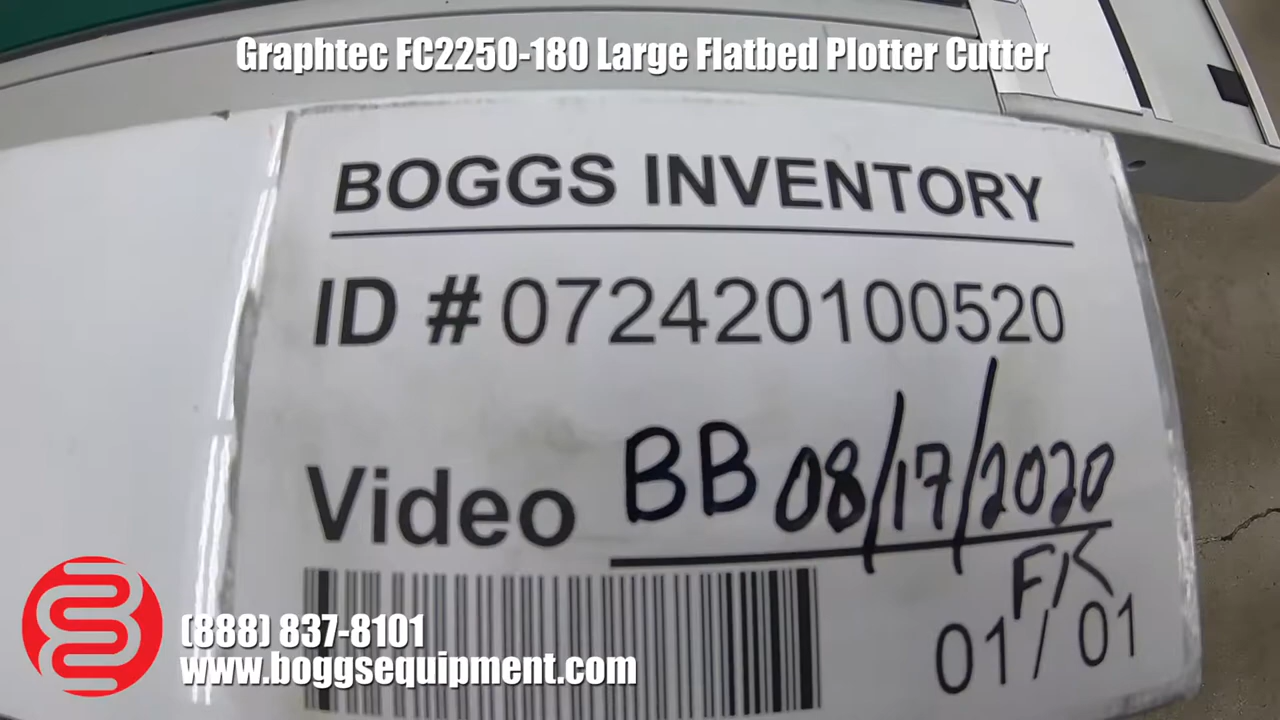 Graphtec FC2250-180 Large Flatbed Plotter Cutter
BOGGS INVENTORY
ID # 072420100520
Video BB 08/17/2020
FK
01/01
(888) 837-8101
www.boggsequipment.com